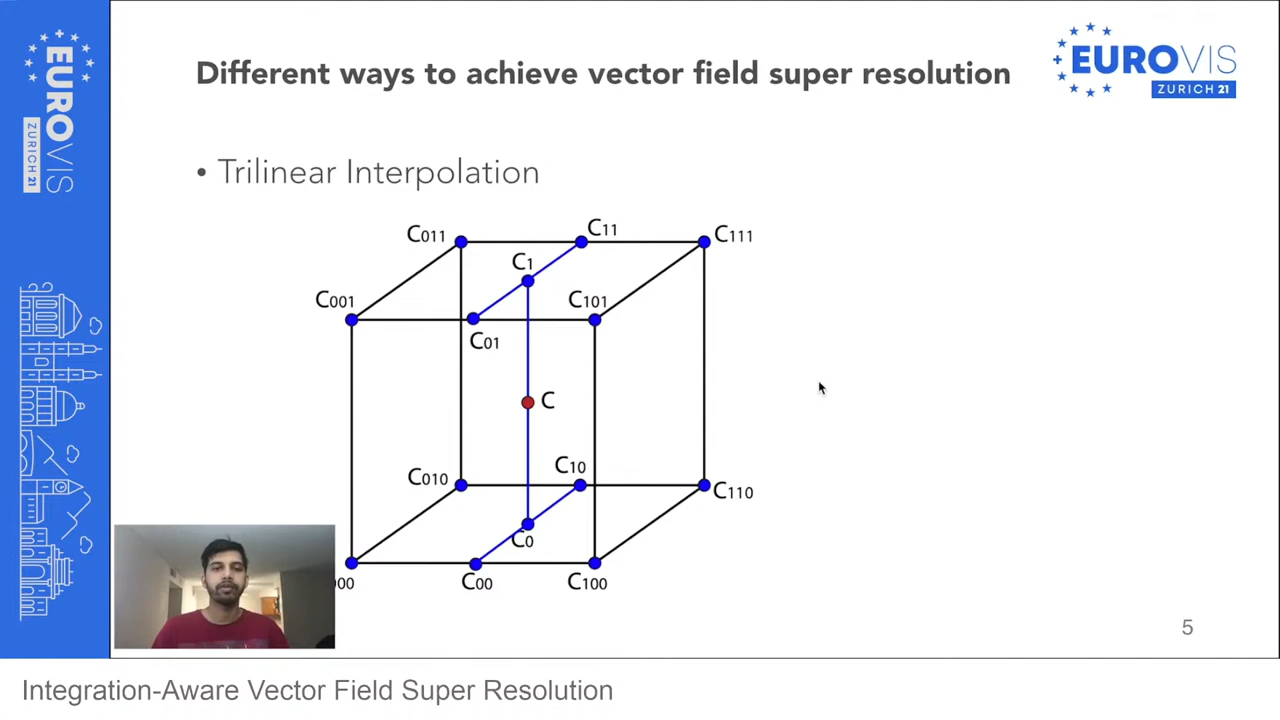 EUROVIS
ZURICH 21
Different ways to achieve vector field super resolution
EUROVIS
ZURICH 21
• Trilinear Interpolation
C011
C11
C111
C1
C001
C101
C01
C
C010
C10
C110
C0
000
C00
C100
5
Integration-Aware Vector Field Super Resolution